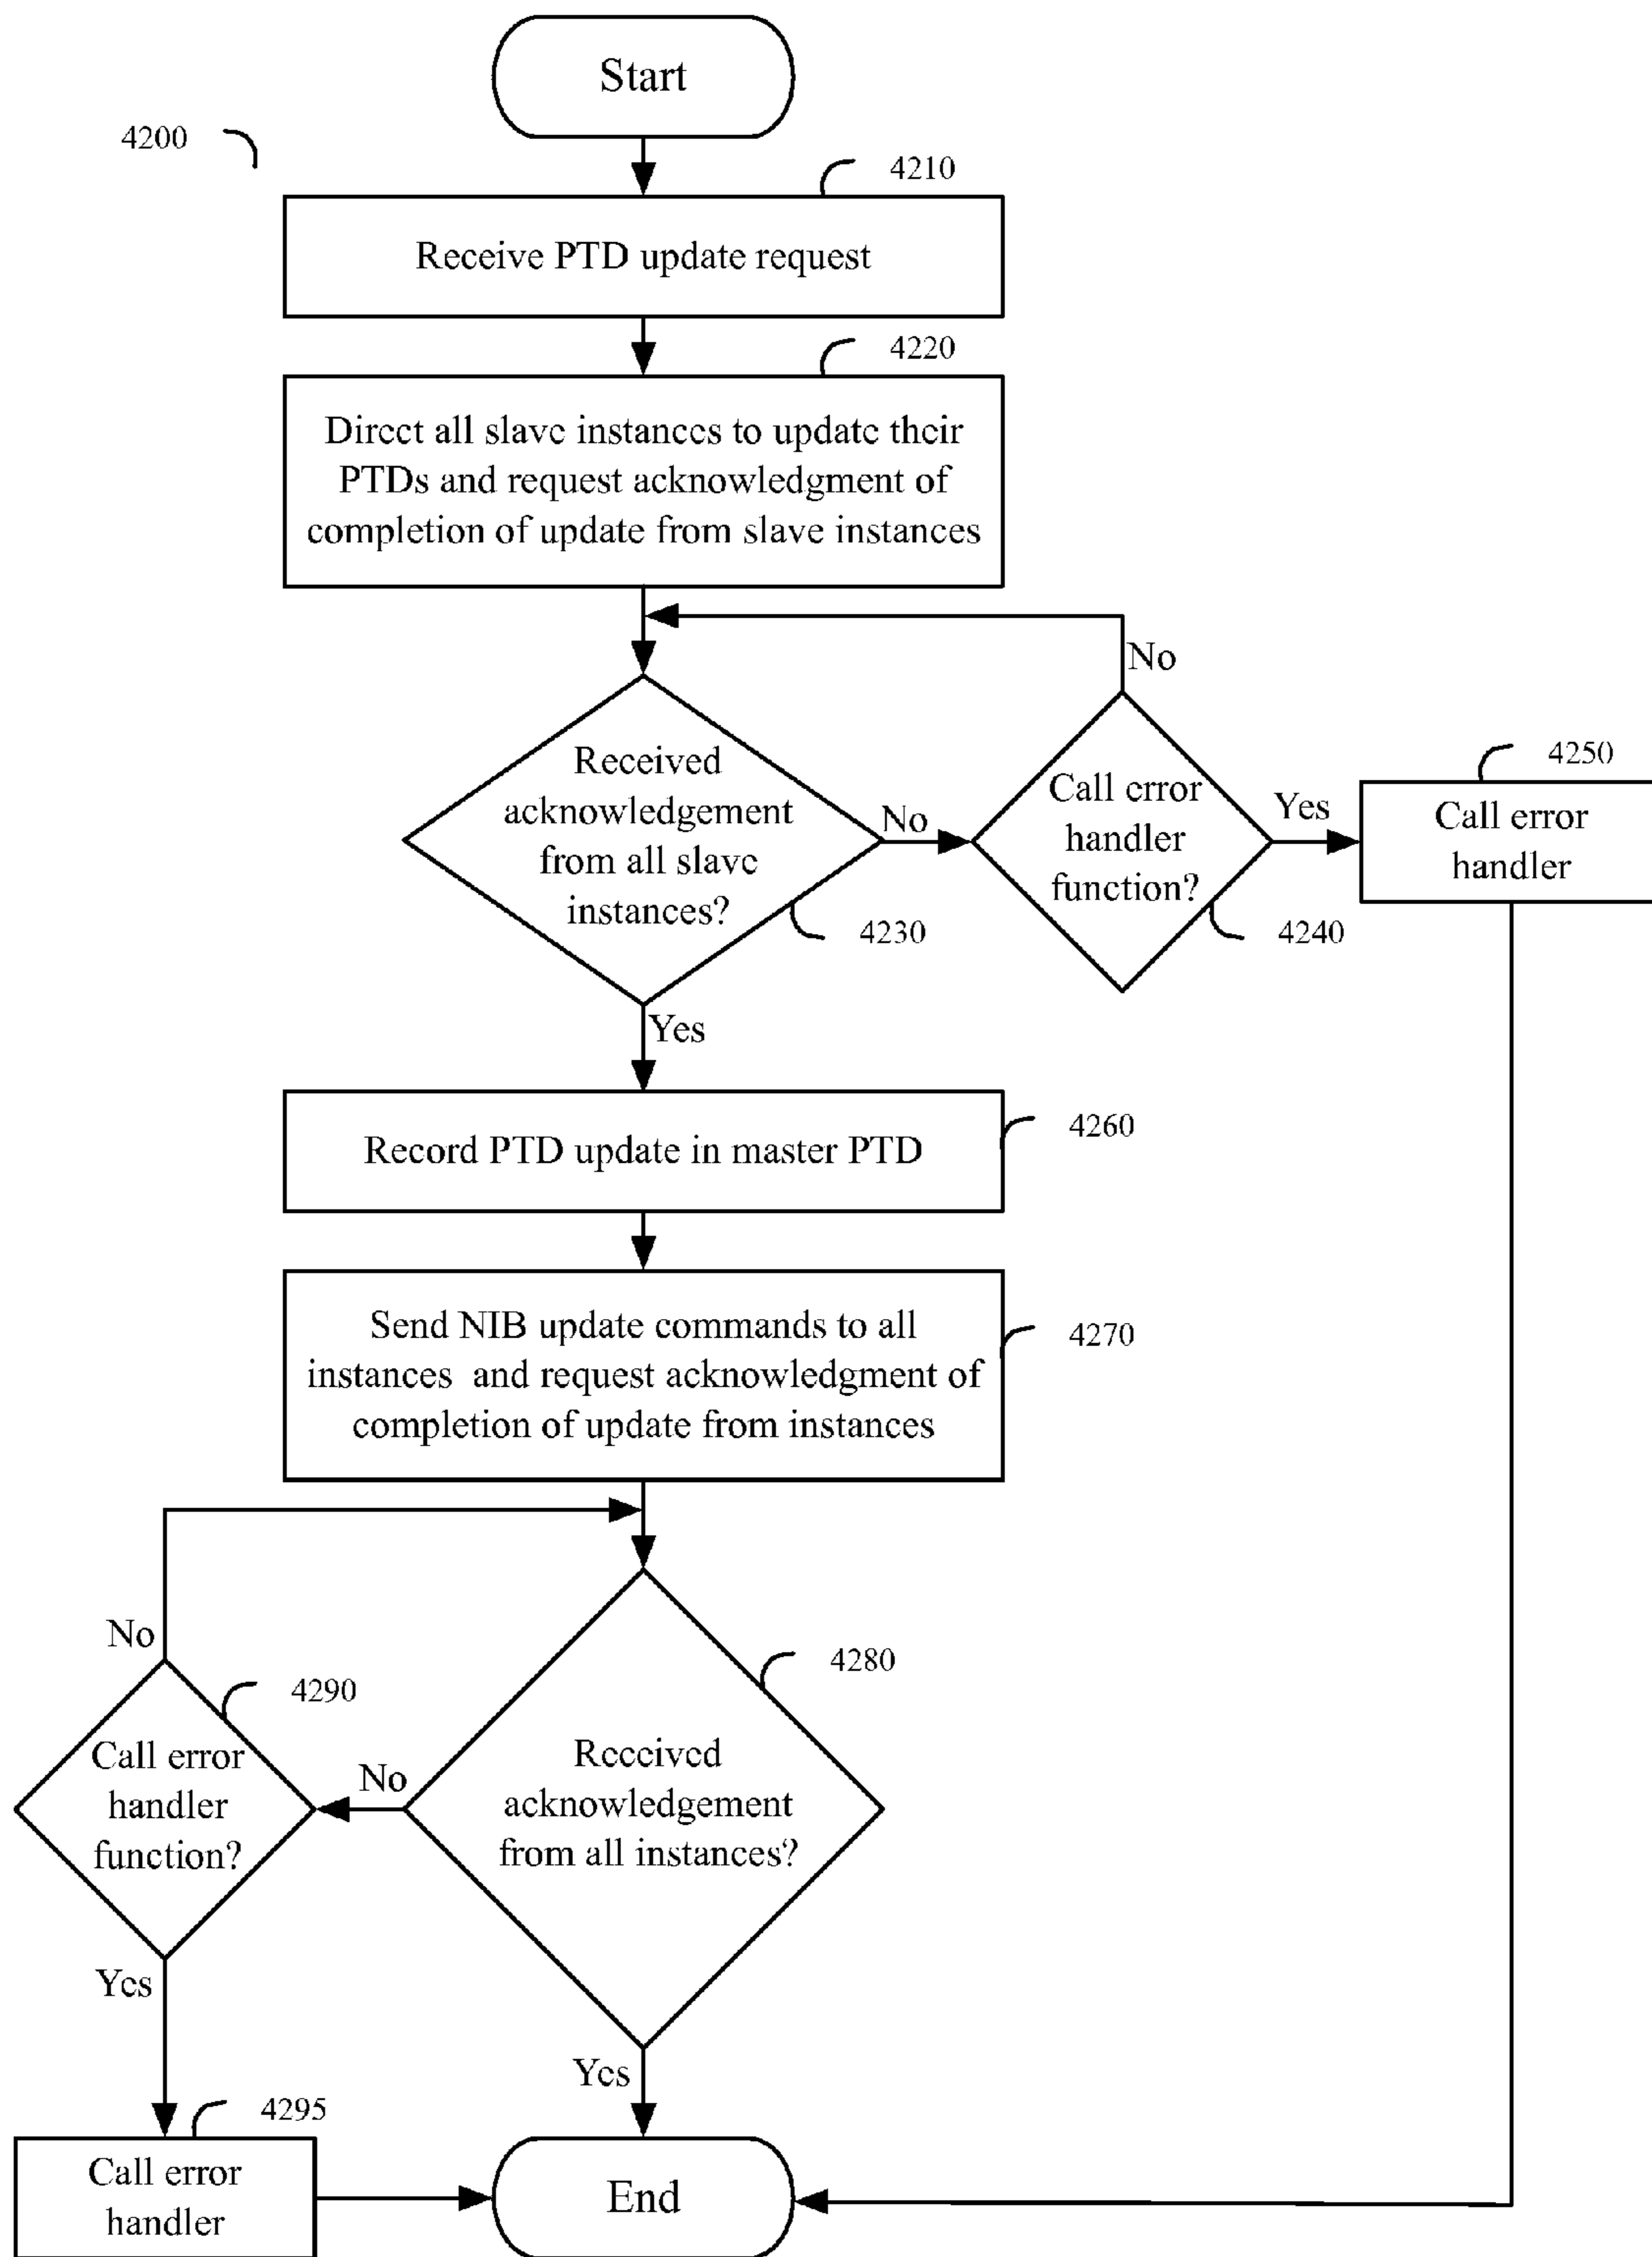 Start
4200
4210
Receive PTD update request
4220
Direct all slave instances to update their
PTDs and request acknowledgment of
completion of update from slave instances
No
Received
acknowledgement
from all slave
instances?
4230
No
Call error
handler
function?
4240
Yes
4250
Call error
handler
Yes
Record PTD update in master PTD
4260
Send NIB update commands to all
instances and request acknowledgment of
completion of update from instances
4270
No
4290
Call error
handler
function?
No
4280
Received
acknowledgement
from all instances?
Yes
Yes
4295
Call error
handler
End